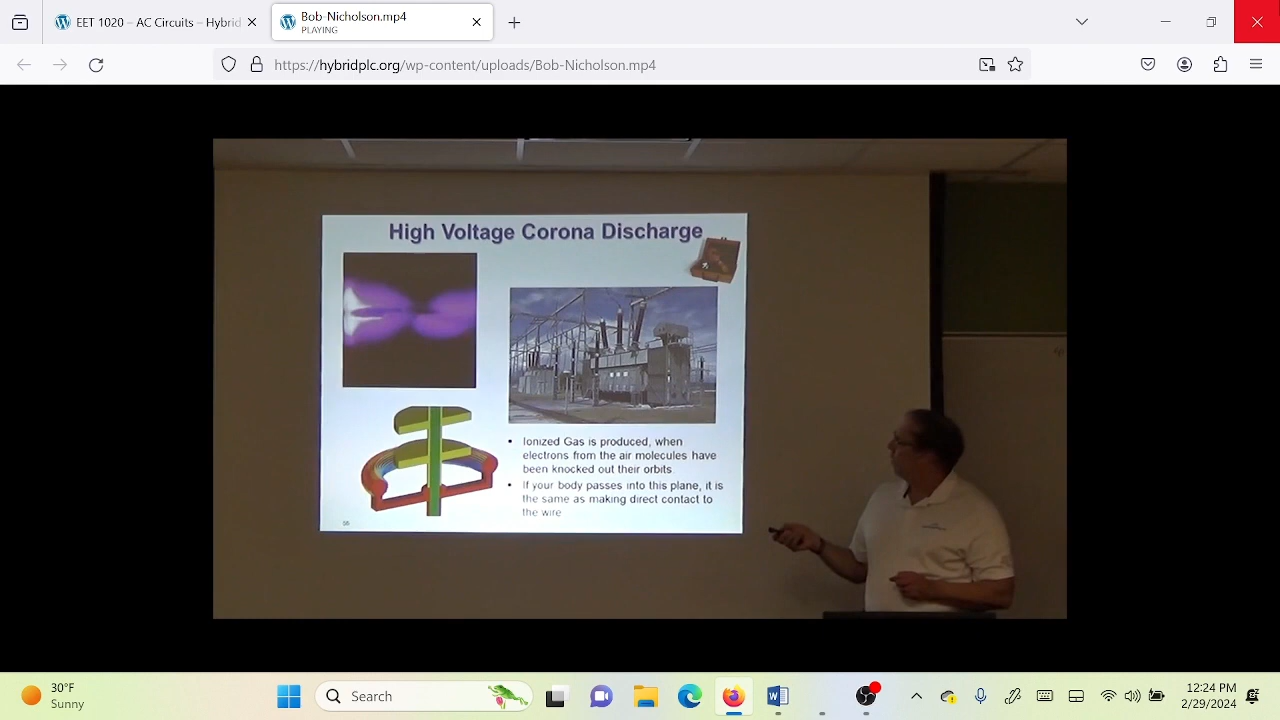 EET 1020 – AC Circuits – Hybrid
Bob-Nicholson.mp4
PLAYING
https://hybridplc.org/wp-content/uploads/Bob-Nicholson.mp4
High Voltage Corona Discharge
• Ionized Gas is produced, when
electrons from the air molecules have
been knocked out their orbits
• If your body passes into this plane, it is
the same as making direct contact to
the wire
30°F
Sunny
Search
12:24 PM
2/29/2024